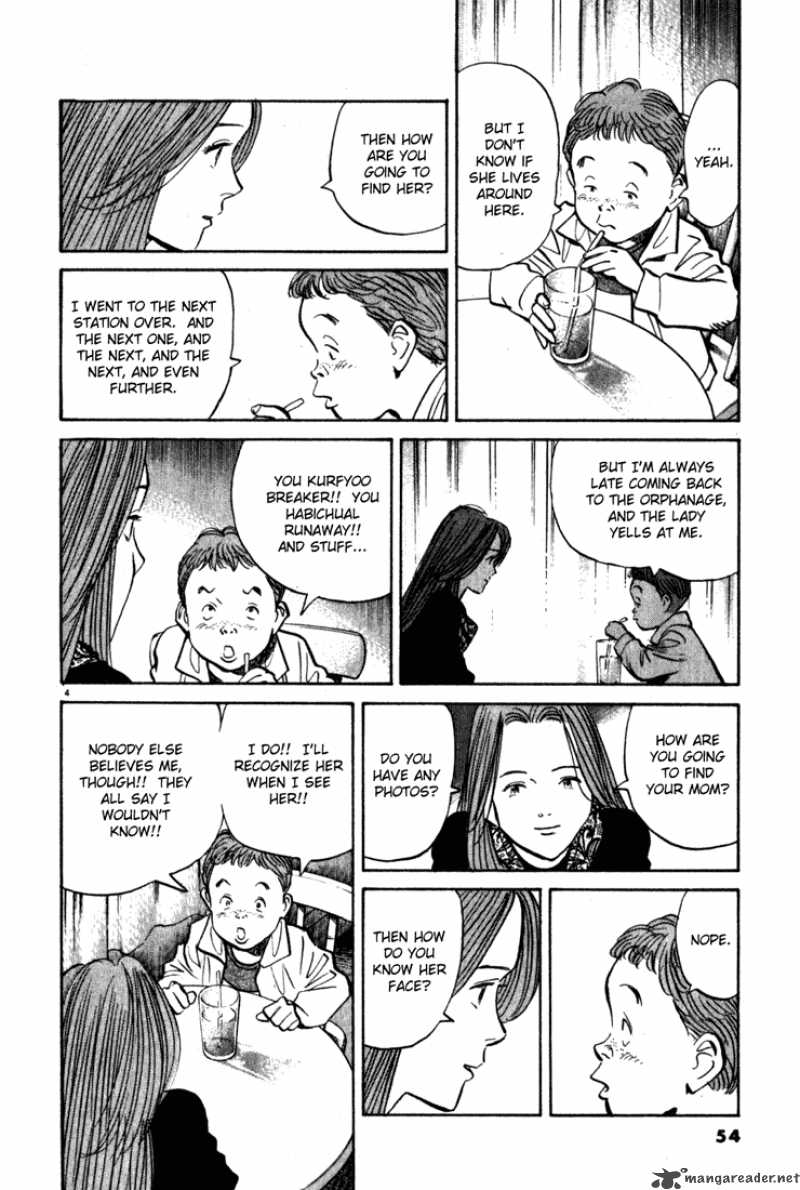 ...
YEAH.
BUT I
DON'T
KNOW IF
SHE LIVES
AROUND
HERE.
THEN HOW
ARE YOU
GOING TO
FIND HER?
I WENT TO THE NEXT
STATION OVER. AND
THE NEXT ONE, AND
THE NEXT, AND THE
NEXT, AND EVEN
FURTHER.
BUT I'M ALWAYS
LATE COMING BACK
TO THE ORPHANAGE,
AND THE LADY
YELLS AT ME.
YOU KURFYOO
BREAKER!! YOU
HABICHUAL
RUNAWAY!!
AND STUFF...
4
HOW ARE
YOU GOING
TO FIND
YOUR MOM?
DO YOU
HAVE ANY
PHOTOS?
NOPE.
THEN HOW
DO YOU
KNOW HER
FACE?
I DO!! I'LL
RECOGNIZE HER
WHEN I SEE
HER!!
NOBODY ELSE
BELIEVES ME,
THOUGH!! THEY
ALL SAY I
WOULDN'T
KNOW!!
54
mangareader.net